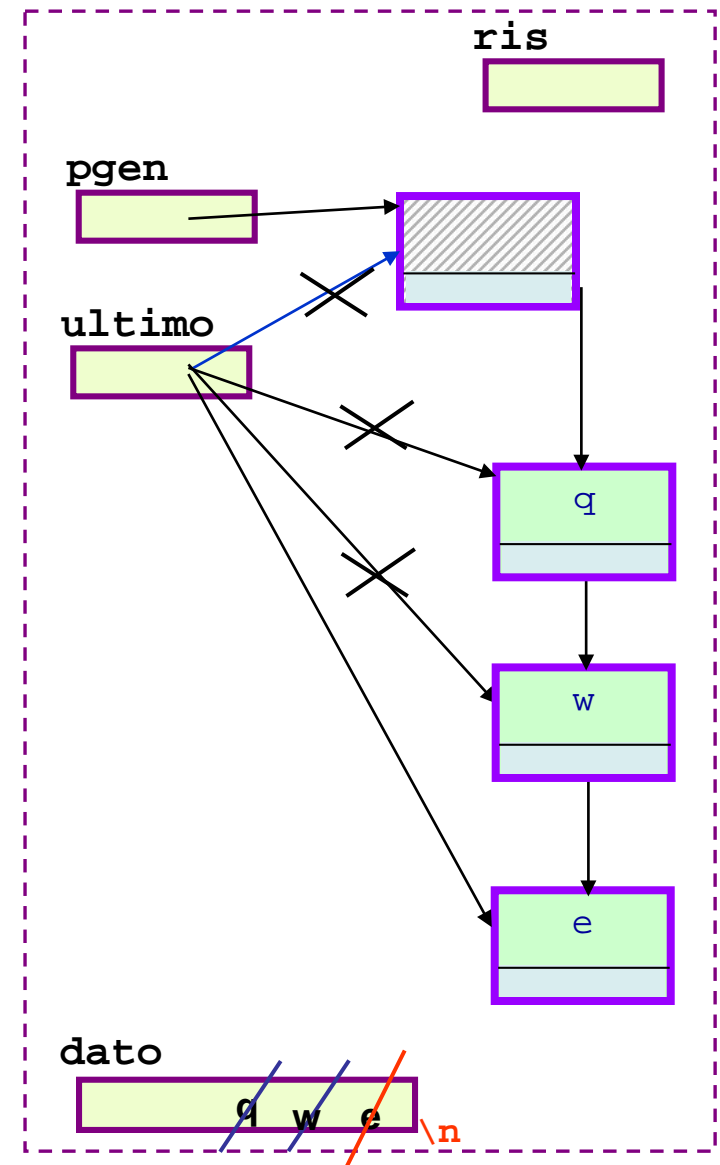 ris
pgen
ultimo
q
w
e
dato
q w e \n